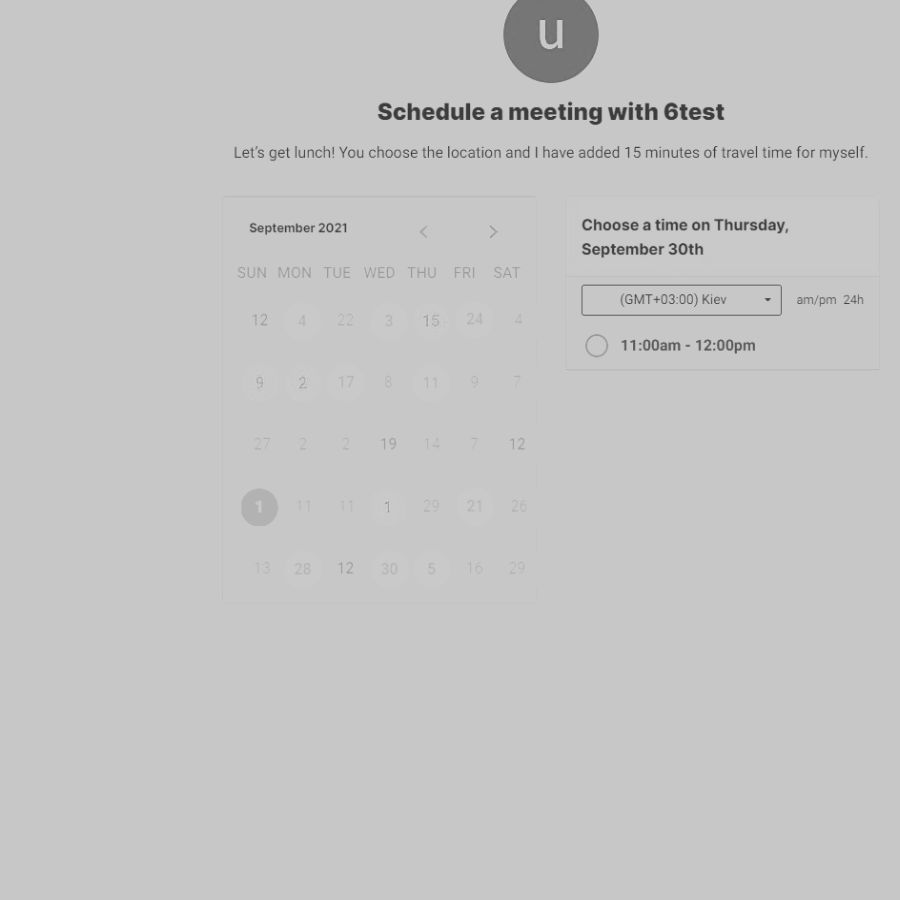 u
Schedule a meeting with 6test
Let's get lunch! You choose the location and I have added 15 minutes of travel time for myself.
September 2021
SUN MON TUE WED THU FRI SAT
12 4 22 3 15 24 4
9 2 17 8 11 9 7
27 2 2 19 14 7 12
1 11 11 1 29 21 26
13 28 12 30 5 16 29
Choose a time on Thursday,
September 30th
(GMT+03:00) Kiev am/pm 24h
11:00am - 12:00pm